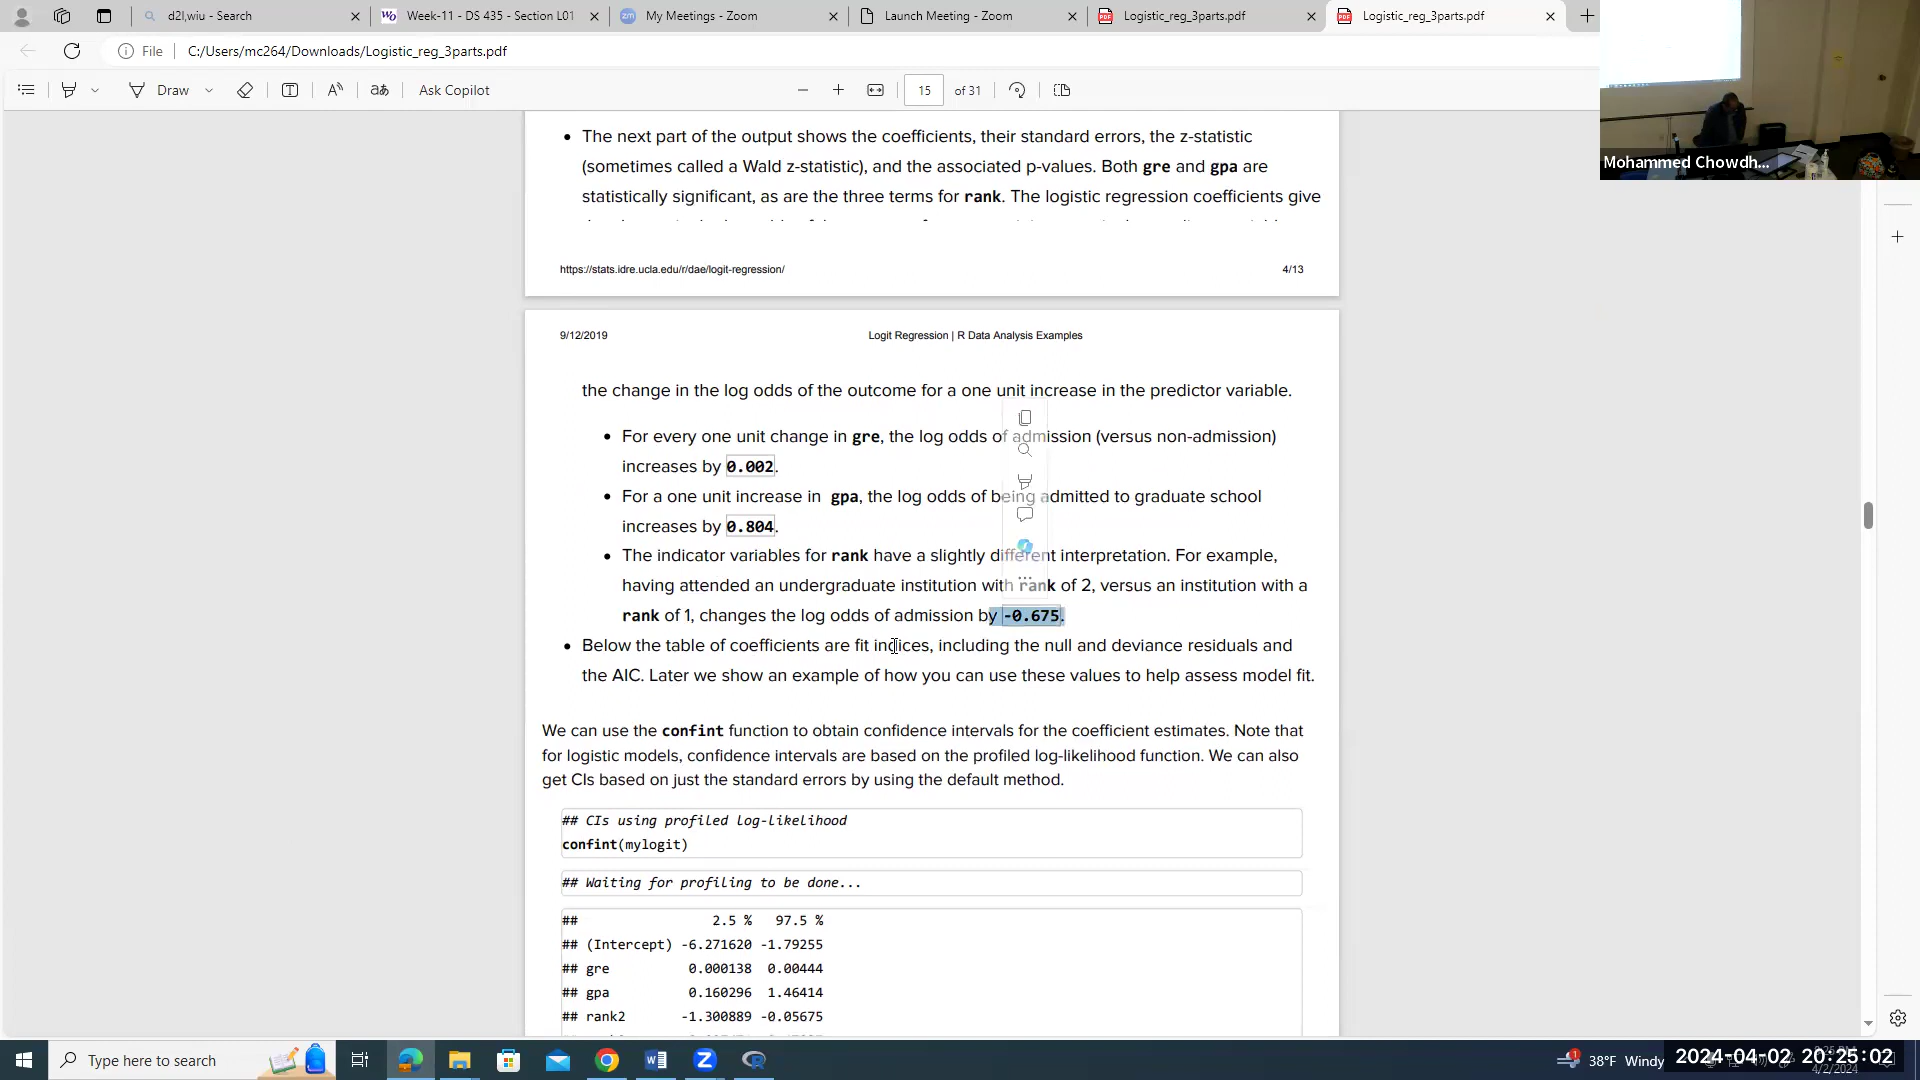 d2l,wiu - Search
Week-11 - DS 435 - Section L01
My Meetings - Zoom
Launch Meeting - Zoom
Logistic_reg_3parts.pdf
Logistic_reg_3parts.pdf
File
C:/Users/mc264/Downloads/Logistic_reg_3parts.pdf
Draw
Ask Copilot
15
of 31
Mohammed Chowdh...
• The next part of the output shows the coefficients, their standard errors, the z-statistic
(sometimes called a Wald z-statistic), and the associated p-values. Both gre and gpa are
statistically significant, as are the three terms for rank. The logistic regression coefficients give
https://stats.idre.ucla.edu/r/dae/logit-regression/
4/13
9/12/2019
Logit Regression | R Data Analysis Examples
the change in the log odds of the outcome for a one unit increase in the predictor variable.
• For every one unit change in gre, the log odds of admission (versus non-admission)
increases by 0.002.
• For a one unit increase in gpa, the log odds of being admitted to graduate school
increases by 0.804.
• The indicator variables for rank have a slightly different interpretation. For example,
having attended an undergraduate institution with rank of 2, versus an institution with a
rank of 1, changes the log odds of admission by -0.675.
• Below the table of coefficients are fit indices, including the null and deviance residuals and
the AIC. Later we show an example of how you can use these values to help assess model fit.
We can use the confint function to obtain confidence intervals for the coefficient estimates. Note that
for logistic models, confidence intervals are based on the profiled log-likelihood function. We can also
get CIs based on just the standard errors by using the default method.
## CIs using profiled log-likelihood
confint(mylogit)
## Waiting for profiling to be done...
## 2.5 % 97.5 %
## (Intercept) -6.271620 -1.79255
## gre 0.000138 0.00444
## gpa 0.160296 1.46414
## rank2 -1.300889 -0.05675
Type here to search
38°F Windy
2024-04-02 20:25:02
4/2/2024